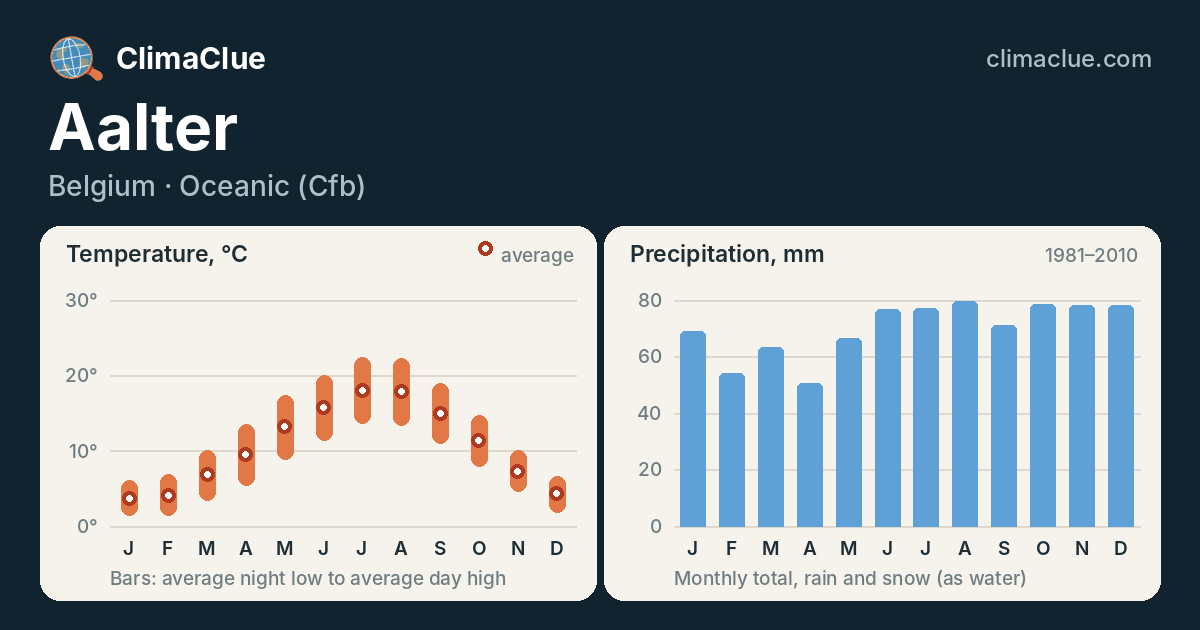 ClimaClue
climaclue.com
Aalter
Belgium · Oceanic (Cfb)
Temperature, °C
average
30°
20°
10°
0°
J F M A M J J A S O N D
Bars: average night low to average day high
Precipitation, mm
1981–2010
80
60
40
20
0
J F M A M J J A S O N D
Monthly total, rain and snow (as water)